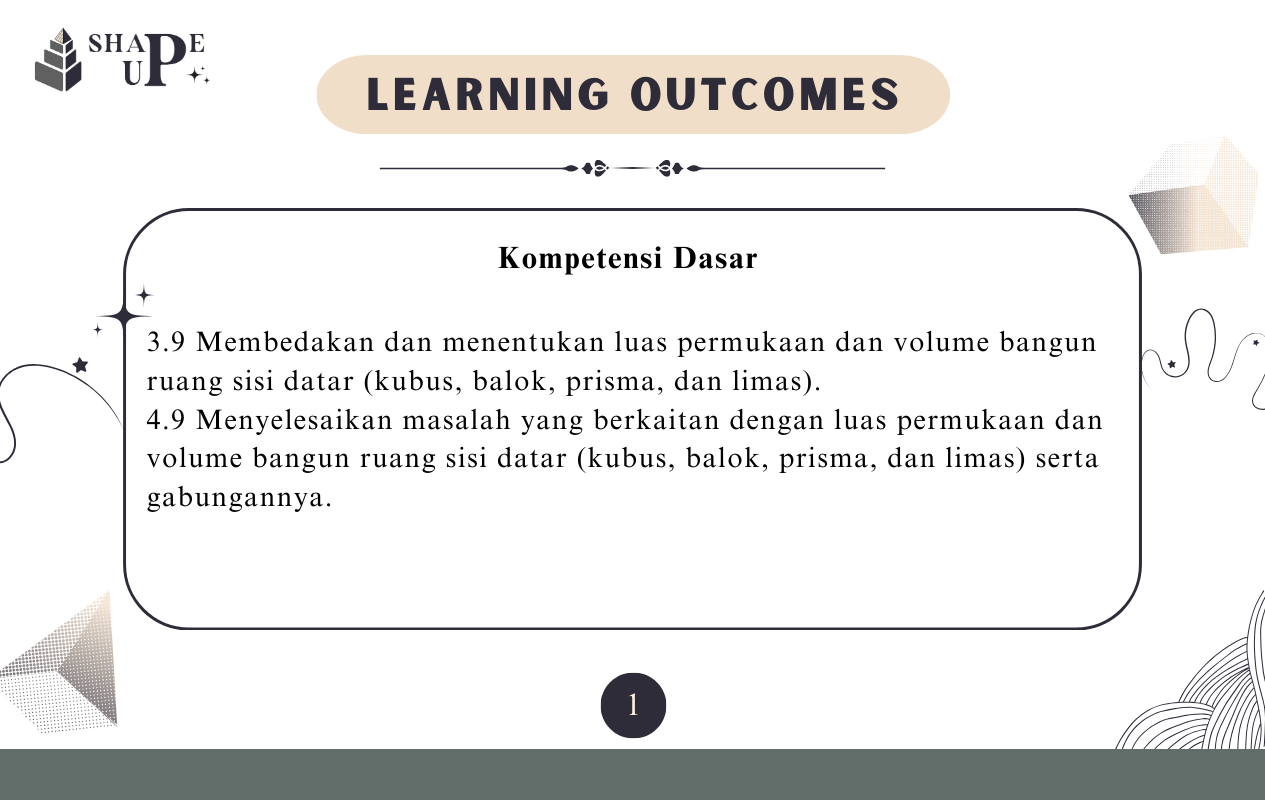 SHAPE
UP
LEARNING OUTCOMES
Kompetensi Dasar
3.9 Membedakan dan menentukan luas permukaan dan volume bangun
ruang sisi datar (kubus, balok, prisma, dan limas).
4.9 Menyelesaikan masalah yang berkaitan dengan luas permukaan dan
volume bangun ruang sisi datar (kubus, balok, prisma, dan limas) serta
gabungannya.
1